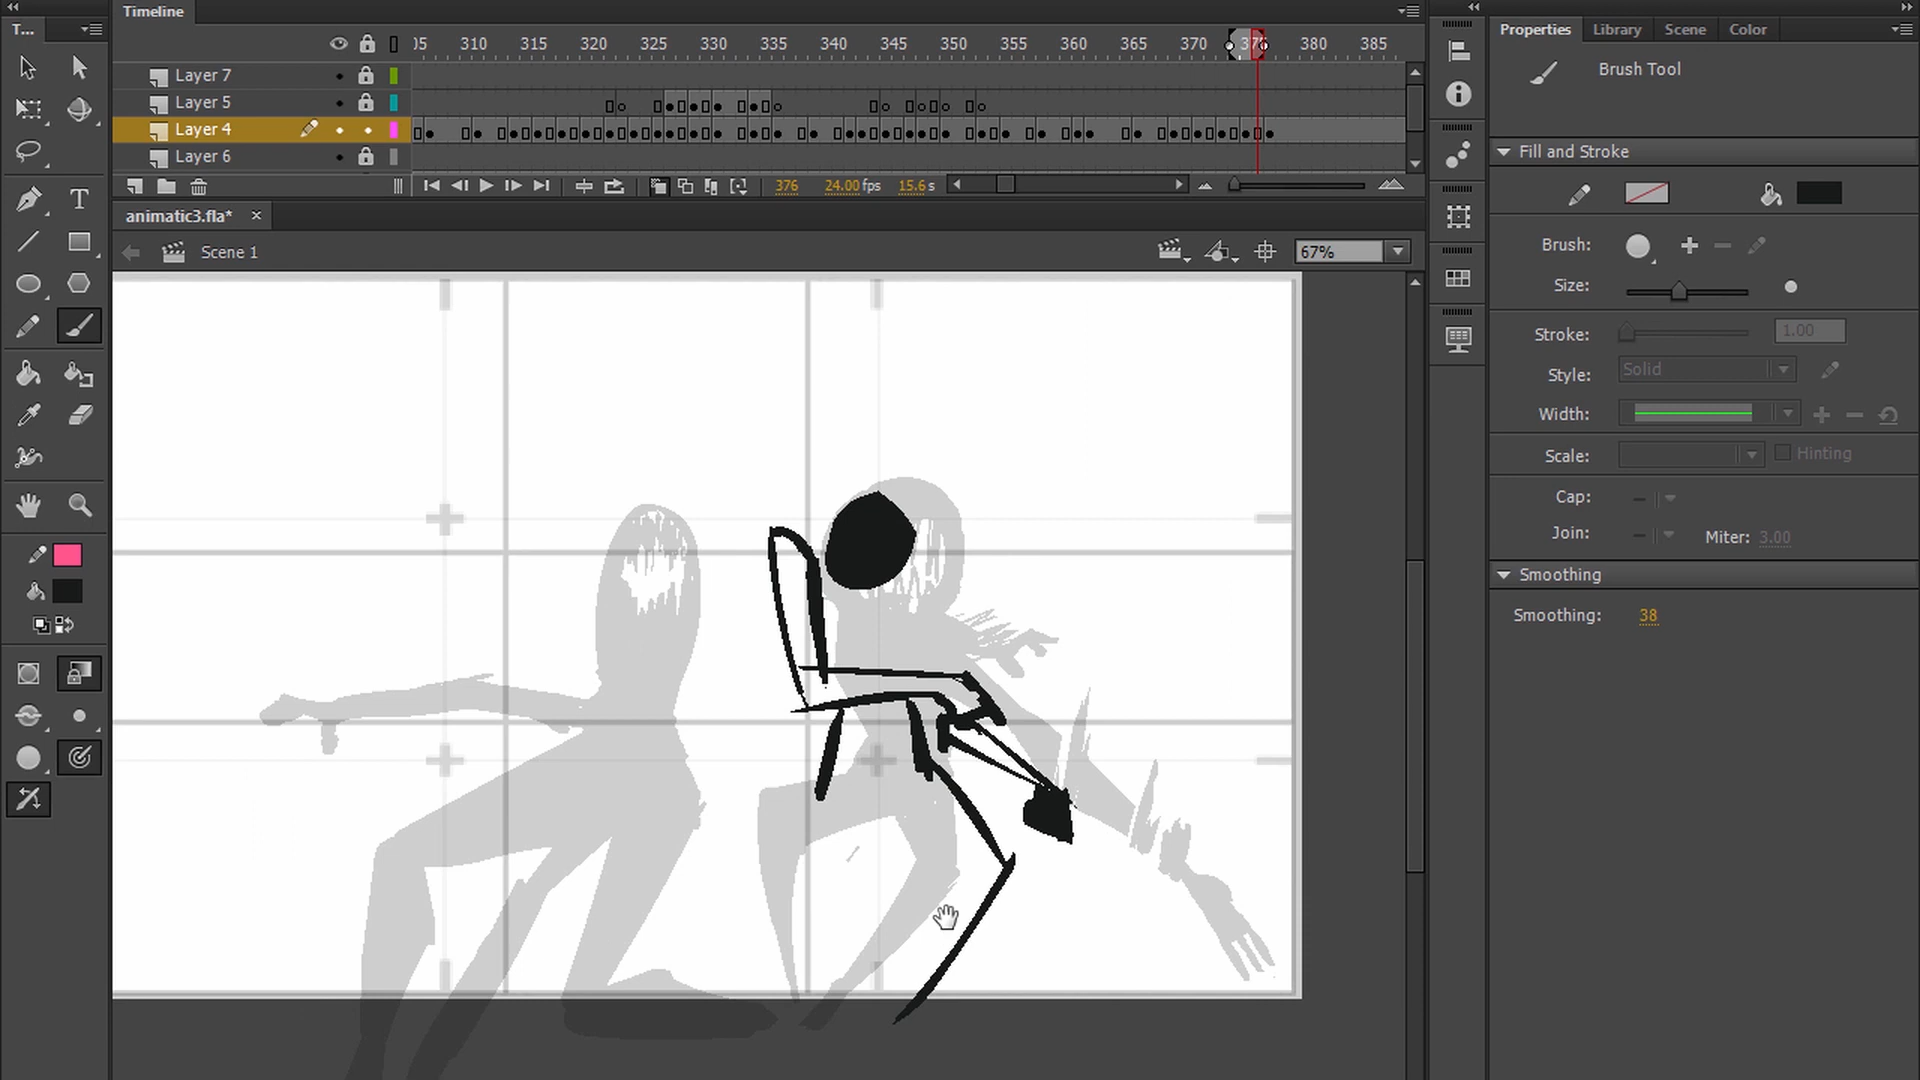 T...
Timeline
Properties Library Scene Color
305 310 315 320 325 330 335 340 345 350 355 360 365 370 376 380 385
Brush Tool
Layer 7
Layer 5
Layer 4
Layer 6
Fill and Stroke
376 24.00 fps 15.6 s
animatic3.fla* ×
Scene 1
67%
Brush:
Size:
Stroke: 1.00
Style: Solid
Width:
Scale: Hinting
Cap:
Join: Miter: 3.00
Smoothing
Smoothing: 38